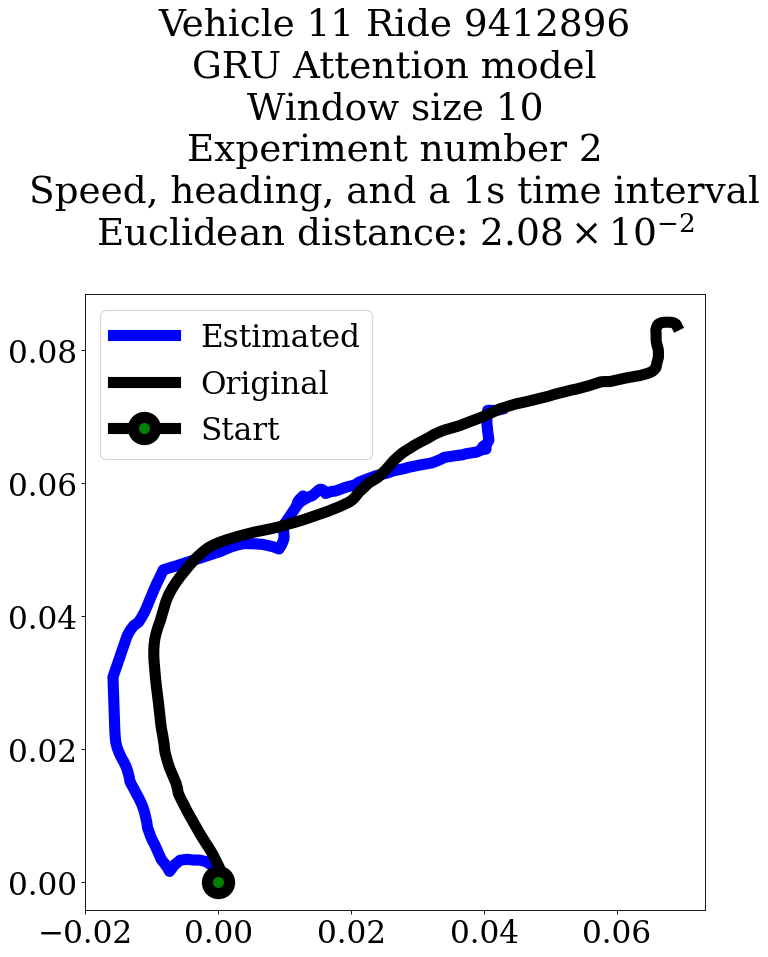 Vehicle 11 Ride 9412896
GRU Attention model
Window size 10
Experiment number 2
Speed, heading, and a 1s time interval
Euclidean distance: 2.08 × 10⁻²
Estimated
Original
Start
0.08
0.06
0.04
0.02
0.00
−0.02 0.00 0.02 0.04 0.06